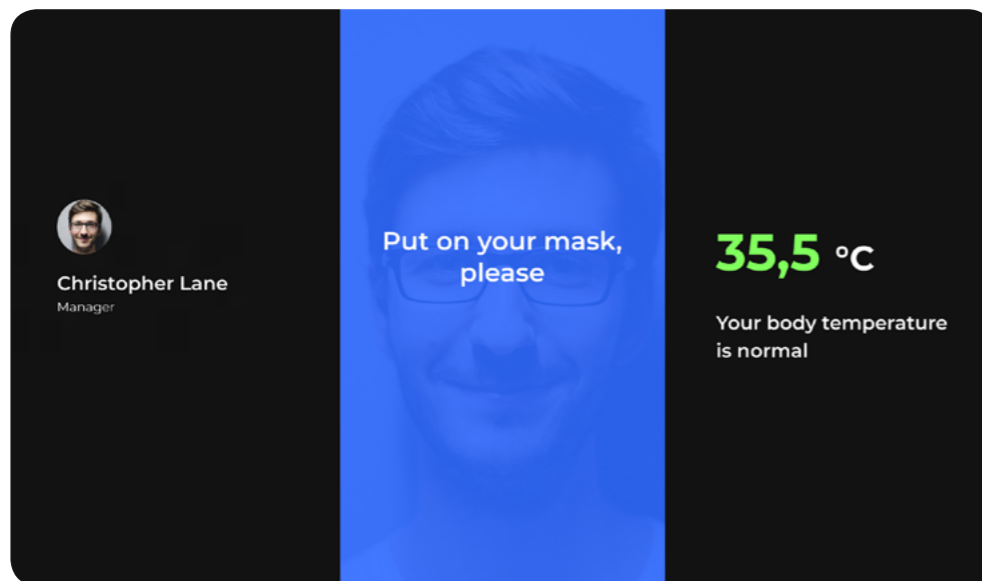 Christopher Lane
Manager
Put on your mask,
please
35,5 °C
Your body temperature
is normal